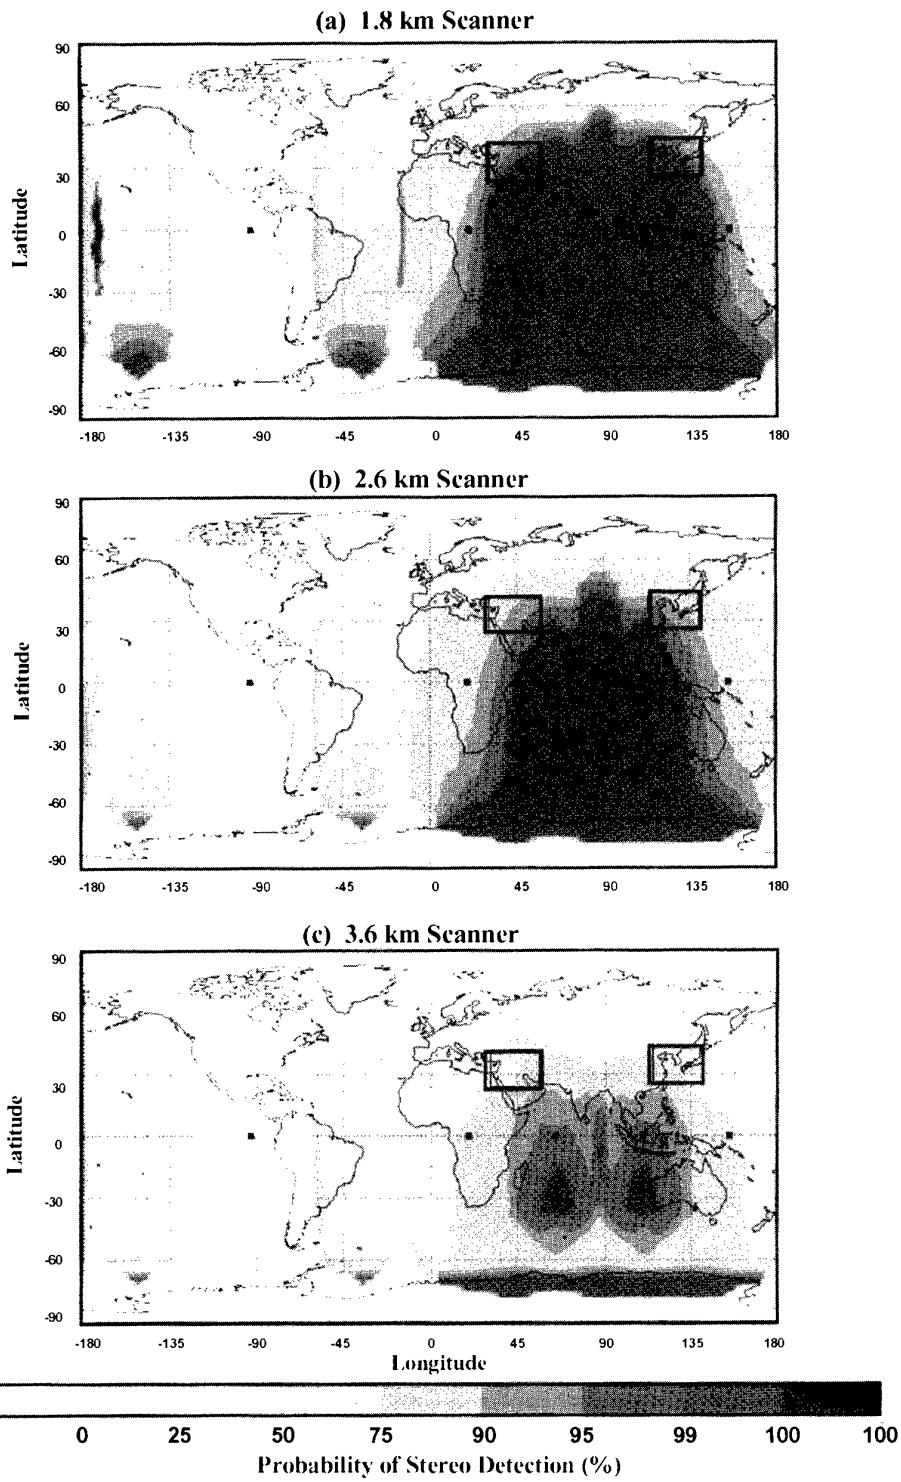 (a) 1.8 km Scanner
90
60
30
0
-30
-60
-90
Latitude
-180 -135 -90 -45 0 45 90 135 180
(b) 2.6 km Scanner
90
60
30
0
-30
-60
-90
Latitude
-180 -135 -90 -45 0 45 90 135 180
(c) 3.6 km Scanner
90
60
30
0
-30
-60
-90
Latitude
-180 -135 -90 -45 0 45 90 135 180
Longitude
0 25 50 75 90 95 99 100 100
Probability of Stereo Detection (%)